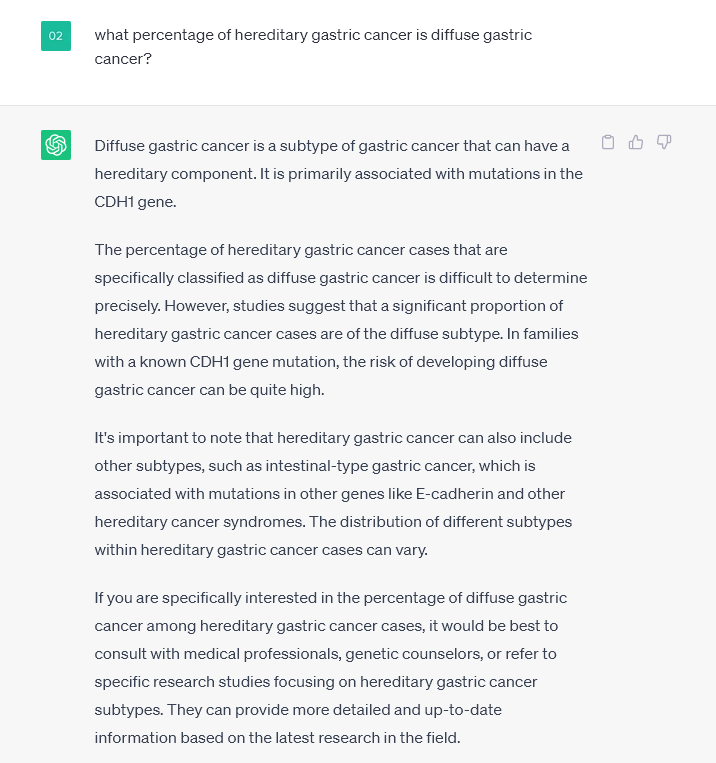 02
what percentage of hereditary gastric cancer is diffuse gastric
cancer?
Diffuse gastric cancer is a subtype of gastric cancer that can have a
hereditary component. It is primarily associated with mutations in the
CDH1 gene.
The percentage of hereditary gastric cancer cases that are
specifically classified as diffuse gastric cancer is difficult to determine
precisely. However, studies suggest that a significant proportion of
hereditary gastric cancer cases are of the diffuse subtype. In families
with a known CDH1 gene mutation, the risk of developing diffuse
gastric cancer can be quite high.
It's important to note that hereditary gastric cancer can also include
other subtypes, such as intestinal-type gastric cancer, which is
associated with mutations in other genes like E-cadherin and other
hereditary cancer syndromes. The distribution of different subtypes
within hereditary gastric cancer cases can vary.
If you are specifically interested in the percentage of diffuse gastric
cancer among hereditary gastric cancer cases, it would be best to
consult with medical professionals, genetic counselors, or refer to
specific research studies focusing on hereditary gastric cancer
subtypes. They can provide more detailed and up-to-date
information based on the latest research in the field.